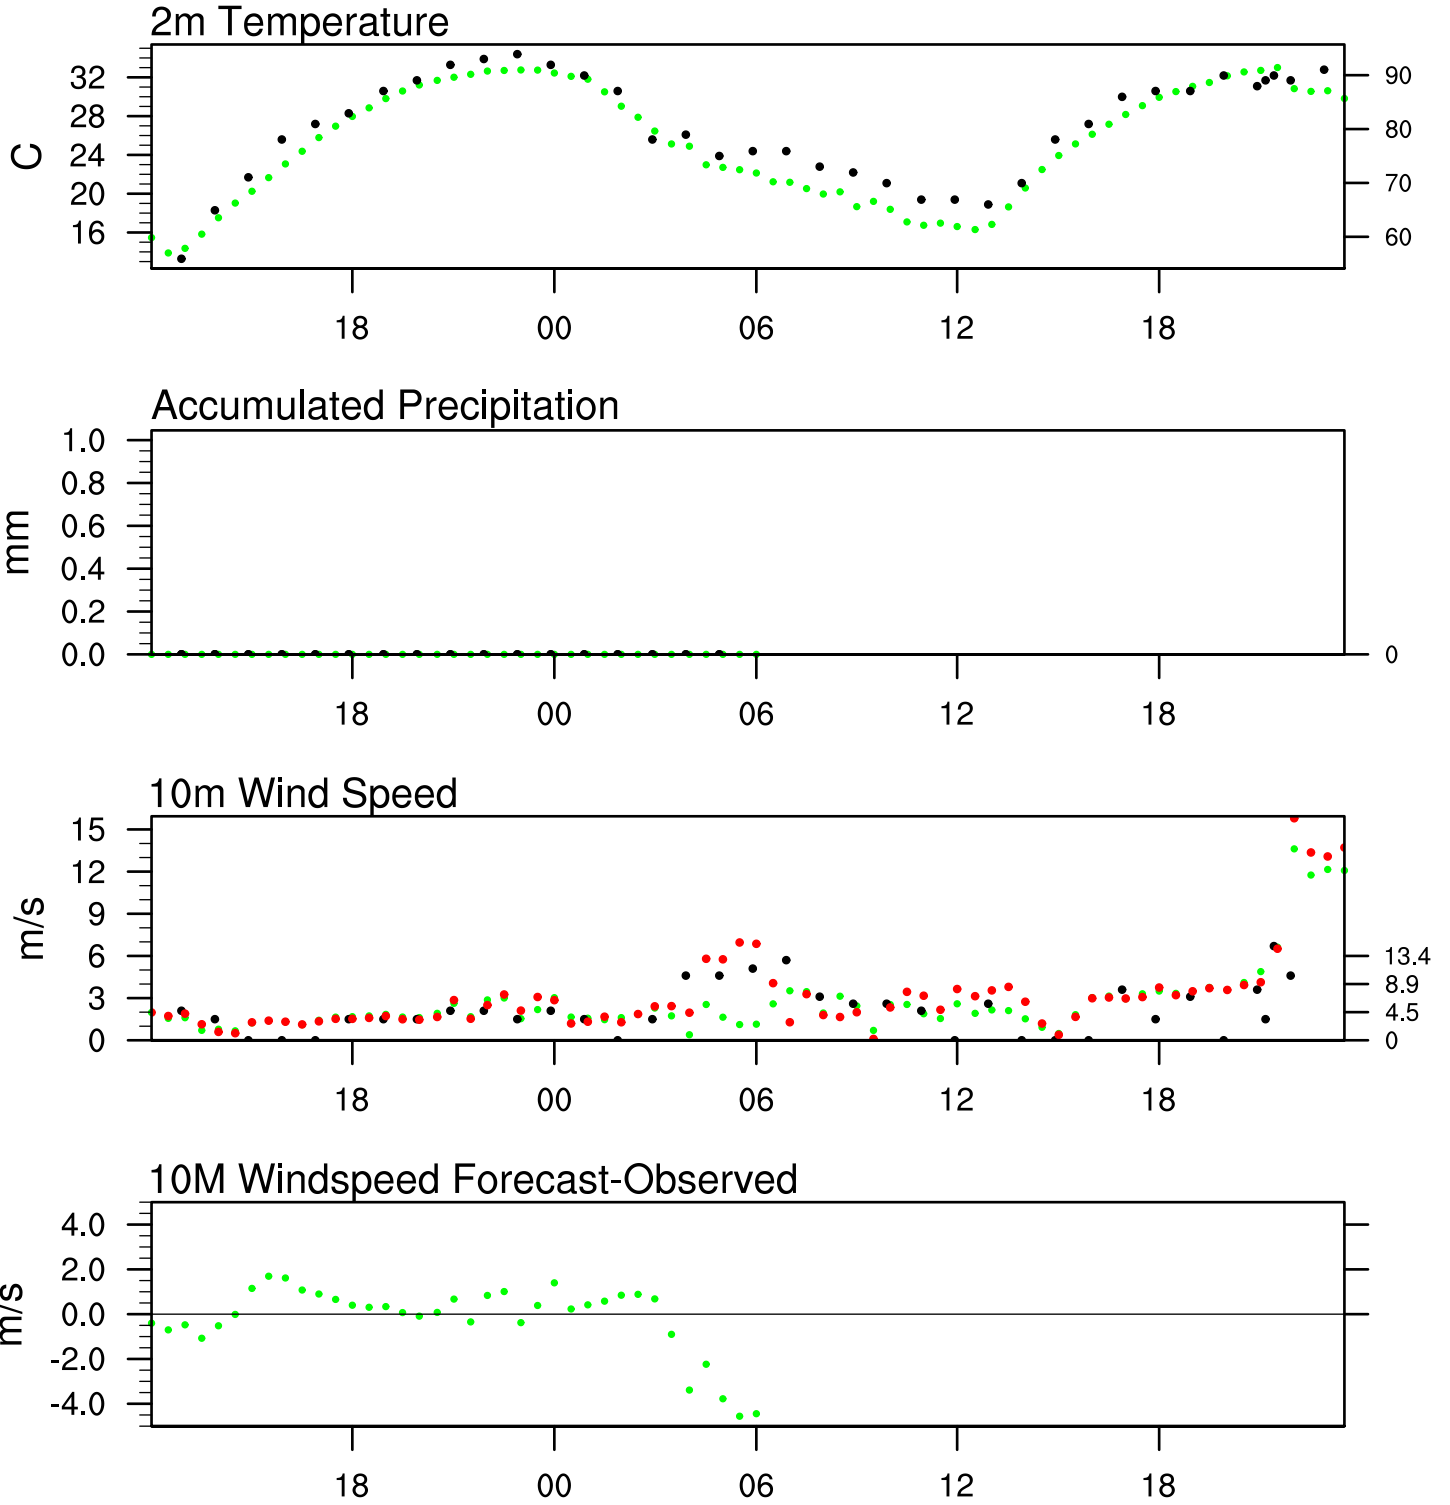 2m Temperature
32
28
24
20
16
C
90
80
70
60
18 00 06 12 18
Accumulated Precipitation
1.0
0.8
0.6
0.4
0.2
0.0
mm
0
18 00 06 12 18
10m Wind Speed
15
12
9
6
3
0
m/s
13.4
8.9
4.5
0
18 00 06 12 18
10M Windspeed Forecast-Observed
4.0
2.0
0.0
-2.0
-4.0
m/s
18 00 06 12 18